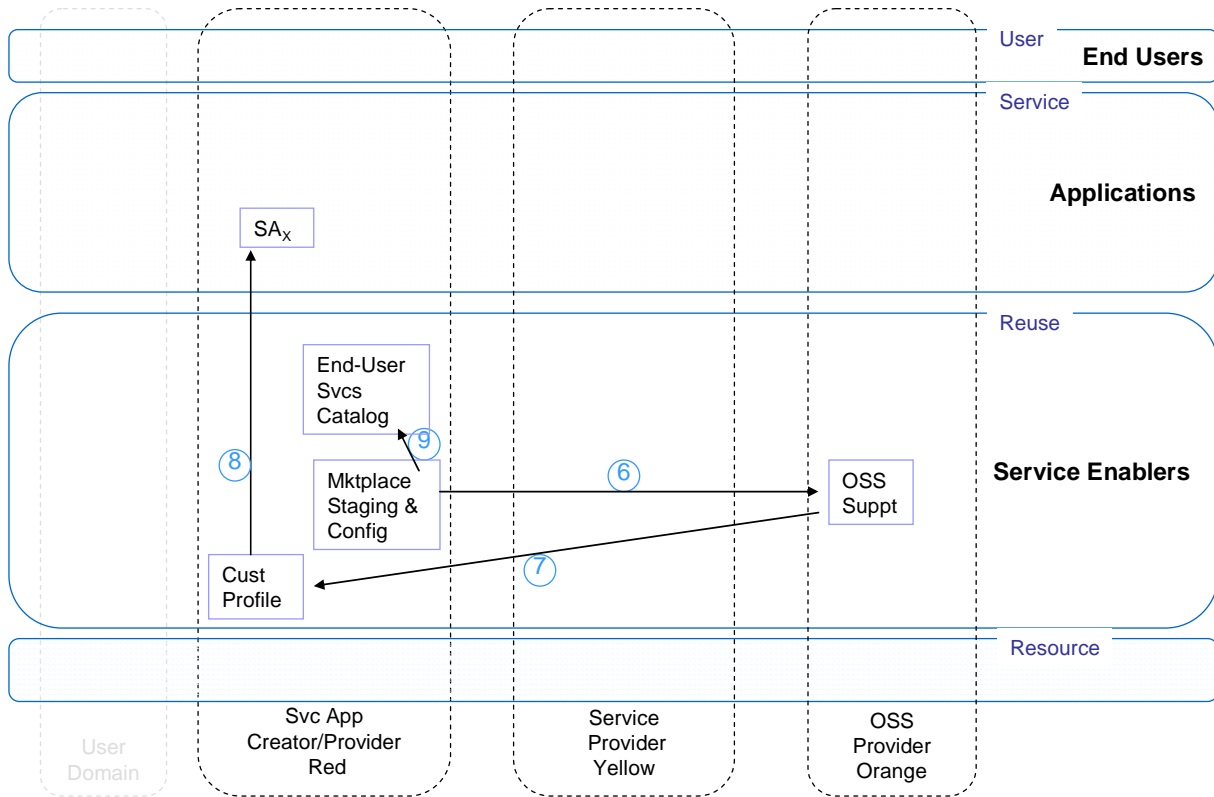 User
End Users
Service
Applications
SAX
Reuse
End-User
Svcs
Catalog
9
8
6
Mktplace
Staging &
Config
OSS
Suppt
Service Enablers
7
Cust
Profile
Resource
User
Domain
Svc App
Creator/Provider
Red
Service
Provider
Yellow
OSS
Provider
Orange